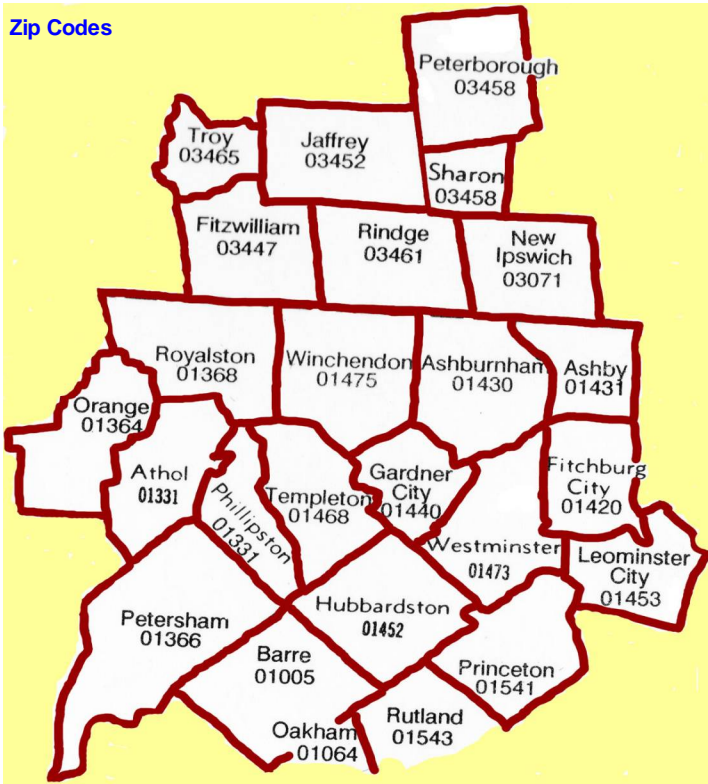 Zip Codes
Peterborough
03458
Troy
03465
Jaffrey
03452
Sharon
03458
Fitzwilliam
03447
Rindge
03461
New
Ipswich
03071
Royalston
01368
Winchendon
01475
Ashburnham
01430
Ashby
01431
Orange
01364
Athol
01331
Phillipston
01331
Templeton
01468
Gardner
City
01440
Fitchburg
City
01420
Westminster
01473
Leominster
City
01453
Petersham
01366
Hubbardston
01452
Barre
01005
Princeton
01541
Oakham
01064
Rutland
01543